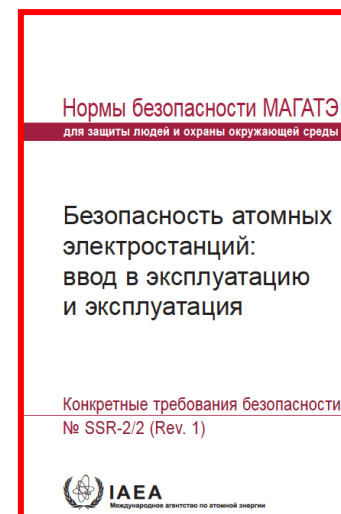 Нормы безопасности МАГАТЭ
для защиты людей и охраны окружающей среды
Безопасность атомных
электростанций:
ввод в эксплуатацию
и эксплуатация
Конкретные требования безопасности
№ SSR-2/2 (Rev. 1)
IAEA
Международное агентство по атомной энергии